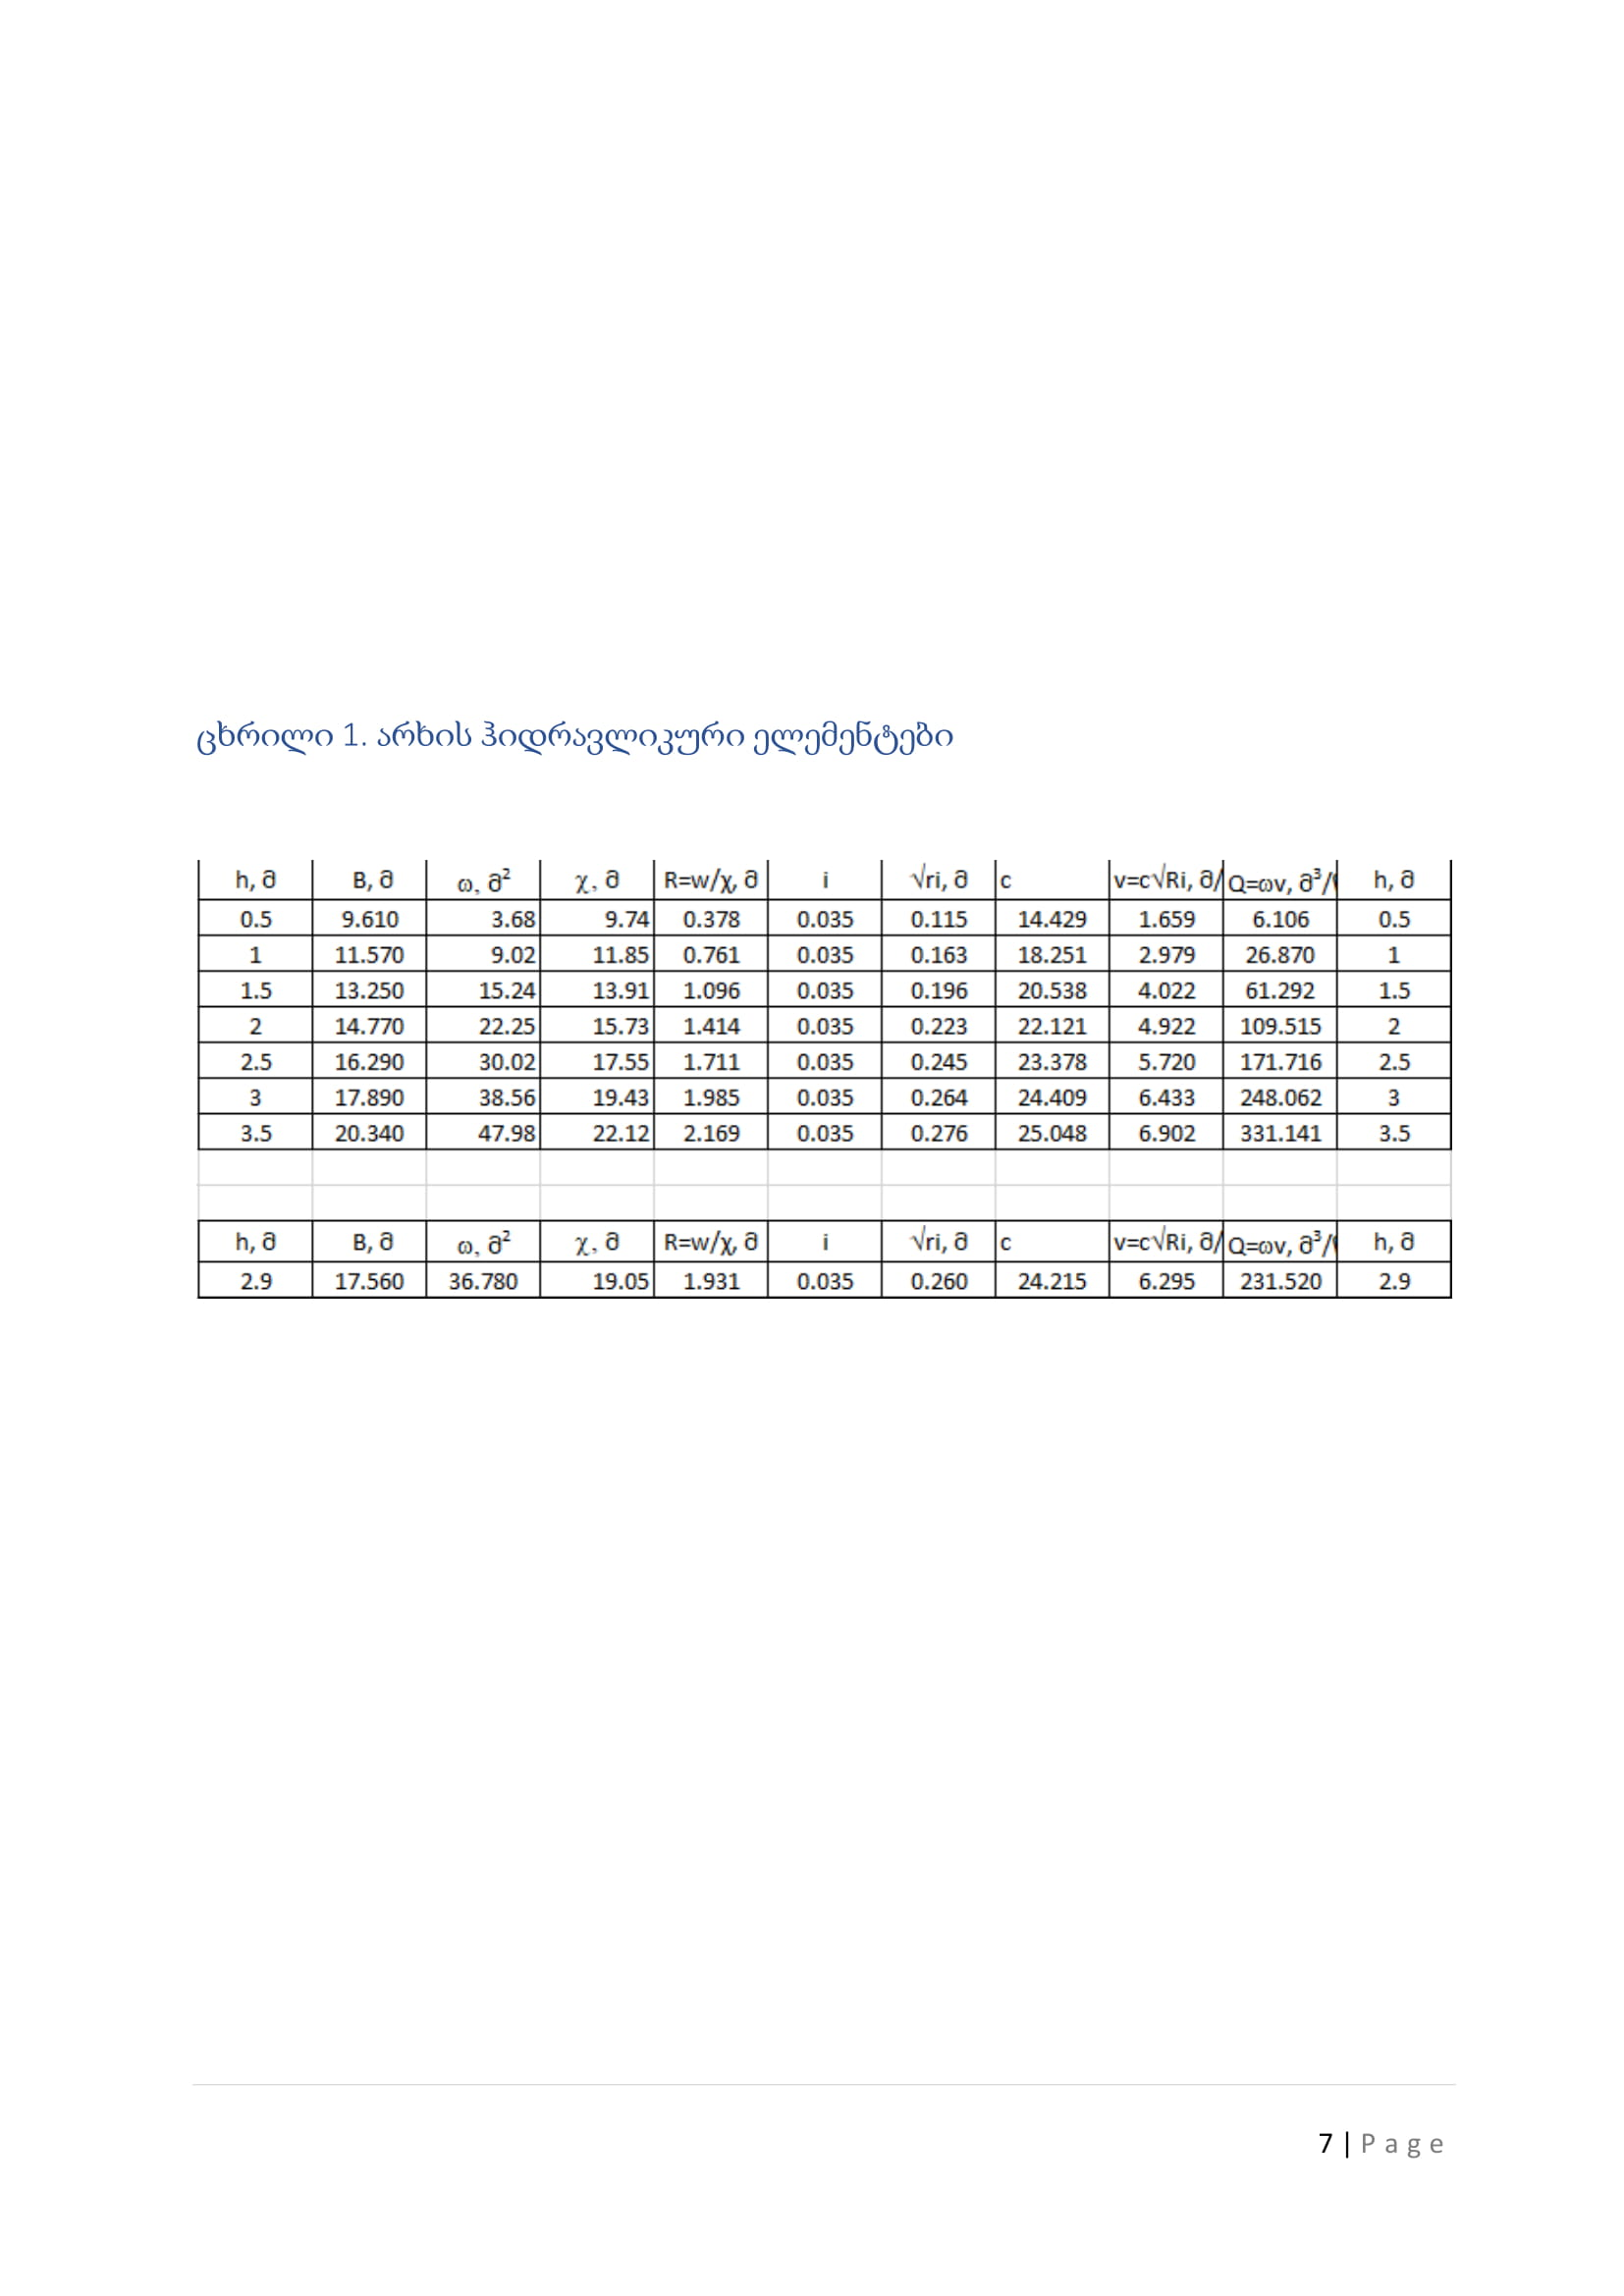 ცხრილი 1. არხის ჰიდრავლიკური ელემენტები
h, მ B, მ ω, მ² χ, მ R=w/χ, მ i √ri, მ c v=c√Ri, მ/ Q=ωv, მ³/ h, მ
0.5 9.610 3.68 9.74 0.378 0.035 0.115 14.429 1.659 6.106 0.5
1 11.570 9.02 11.85 0.761 0.035 0.163 18.251 2.979 26.870 1
1.5 13.250 15.24 13.91 1.096 0.035 0.196 20.538 4.022 61.292 1.5
2 14.770 22.25 15.73 1.414 0.035 0.223 22.121 4.922 109.515 2
2.5 16.290 30.02 17.55 1.711 0.035 0.245 23.378 5.720 171.716 2.5
3 17.890 38.56 19.43 1.985 0.035 0.264 24.409 6.433 248.062 3
3.5 20.340 47.98 22.12 2.169 0.035 0.276 25.048 6.902 331.141 3.5
h, მ B, მ ω, მ² χ, მ R=w/χ, მ i √ri, მ c v=c√Ri, მ/ Q=ωv, მ³/ h, მ
2.9 17.560 36.780 19.05 1.931 0.035 0.260 24.215 6.295 231.520 2.9
7 | Page